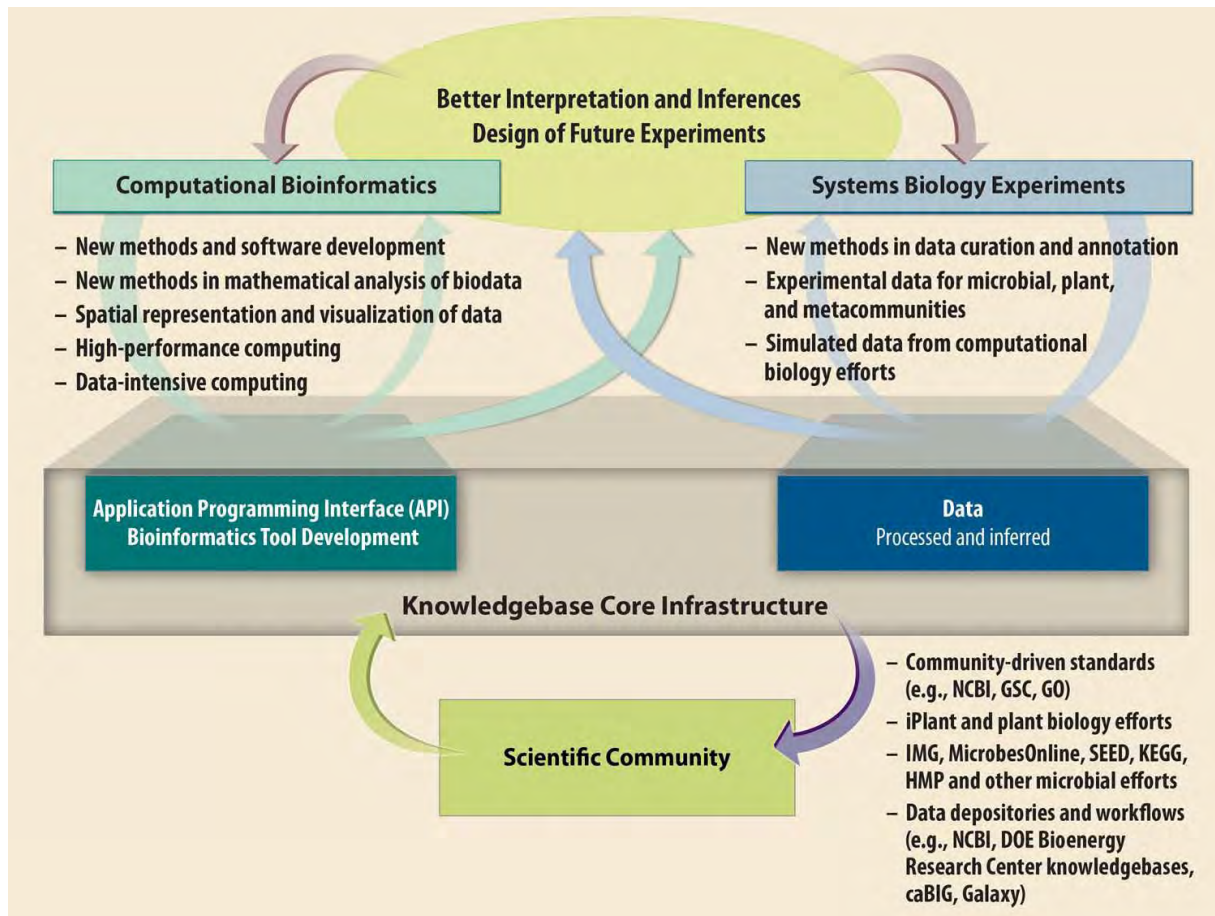 Better Interpretation and Inferences
Design of Future Experiments
Computational Bioinformatics
– New methods and software development
– New methods in mathematical analysis of biodata
– Spatial representation and visualization of data
– High-performance computing
– Data-intensive computing
Systems Biology Experiments
– New methods in data curation and annotation
– Experimental data for microbial, plant,
and metacommunities
– Simulated data from computational
biology efforts
Application Programming Interface (API)
Bioinformatics Tool Development
Data
Processed and inferred
Knowledgebase Core Infrastructure
Scientific Community
– Community-driven standards
(e.g., NCBI, GSC, GO)
– iPlant and plant biology efforts
– IMG, MicrobesOnline, SEED, KEGG,
HMP and other microbial efforts
– Data depositories and workflows
(e.g., NCBI, DOE Bioenergy
Research Center knowledgebases,
caBIG, Galaxy)